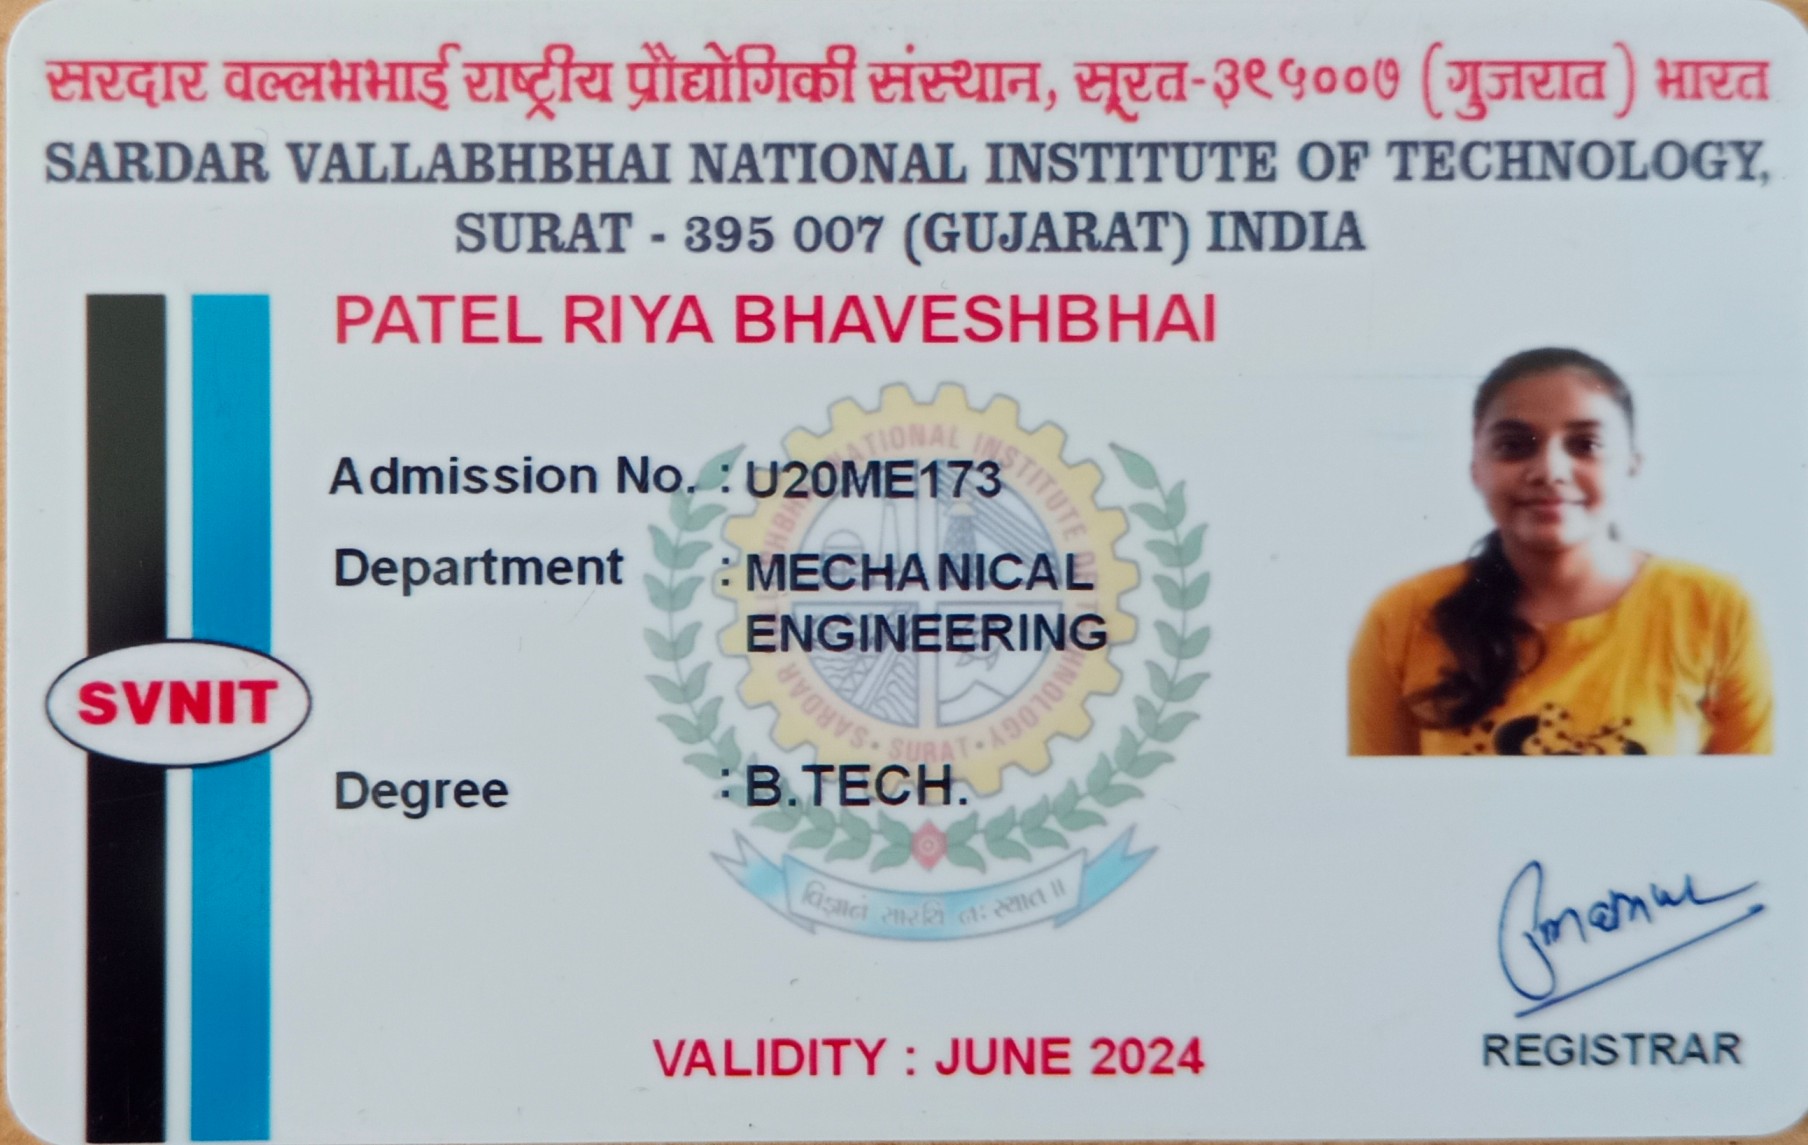 सरदार वल्लभभाई राष्ट्रीय प्रौद्योगिकी संस्थान, सूरत-३९५००७ (गुजरात) भारत
SARDAR VALLABHBHAI NATIONAL INSTITUTE OF TECHNOLOGY,
SURAT - 395 007 (GUJARAT) INDIA
PATEL RIYA BHAVESHBHAI
Admission No. : U20ME173
Department : MECHANICAL
ENGINEERING
SVNIT
Degree : B.TECH.
SARDAR VALLABHBHAI NATIONAL INSTITUTE OF TECHNOLOGY · SURAT ·
विज्ञानं सारथि नः स्यात ॥
VALIDITY : JUNE 2024
REGISTRAR